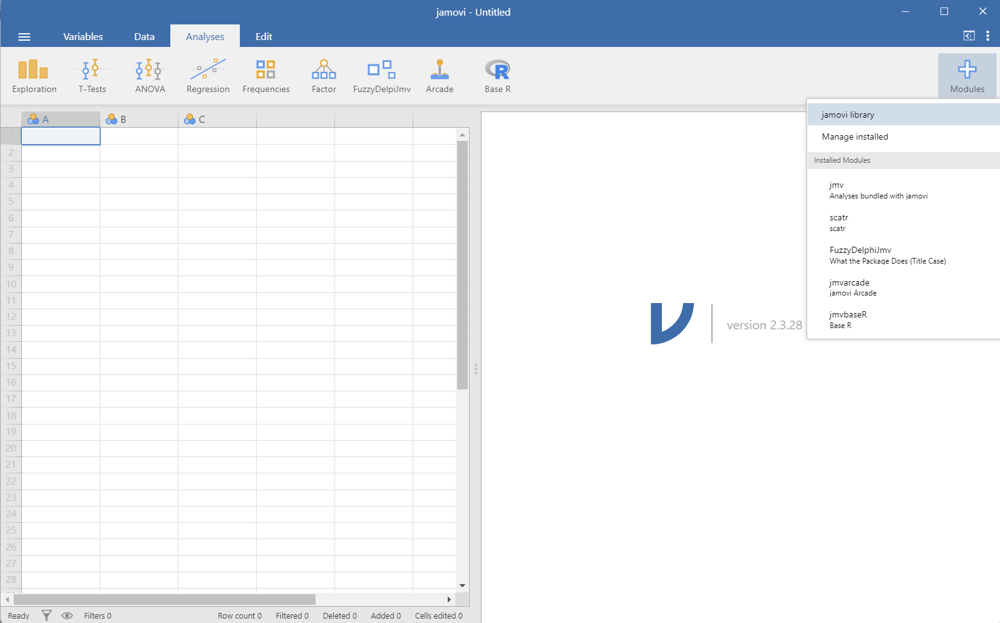 jamovi - Untitled
Variables Data Analyses Edit
Exploration T-Tests ANOVA Regression Frequencies Factor FuzzyDelpiJmv Arcade Base R Modules
A B C
1
2
3
4
5
6
7
8
9
10
11
12
13
14
15
16
17
18
19
20
21
22
23
24
25
26
27
28
version 2.3.28
jamovi library
Manage installed
Installed Modules
jmv
Analyses bundled with jamovi
scatr
scatr
FuzzyDelphiJmv
What the Package Does (Title Case)
jmvarcade
jamovi Arcade
jmvbaseR
Base R
Ready Filters 0 Row count 0 Filtered 0 Deleted 0 Added 0 Cells edited 0